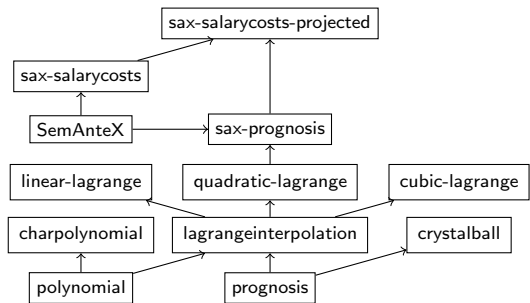 sax-salarycosts-projected
sax-salarycosts
SemAnteX
sax-prognosis
linear-lagrange
quadratic-lagrange
cubic-lagrange
charpolynomial
lagrangeinterpolation
crystalball
polynomial
prognosis